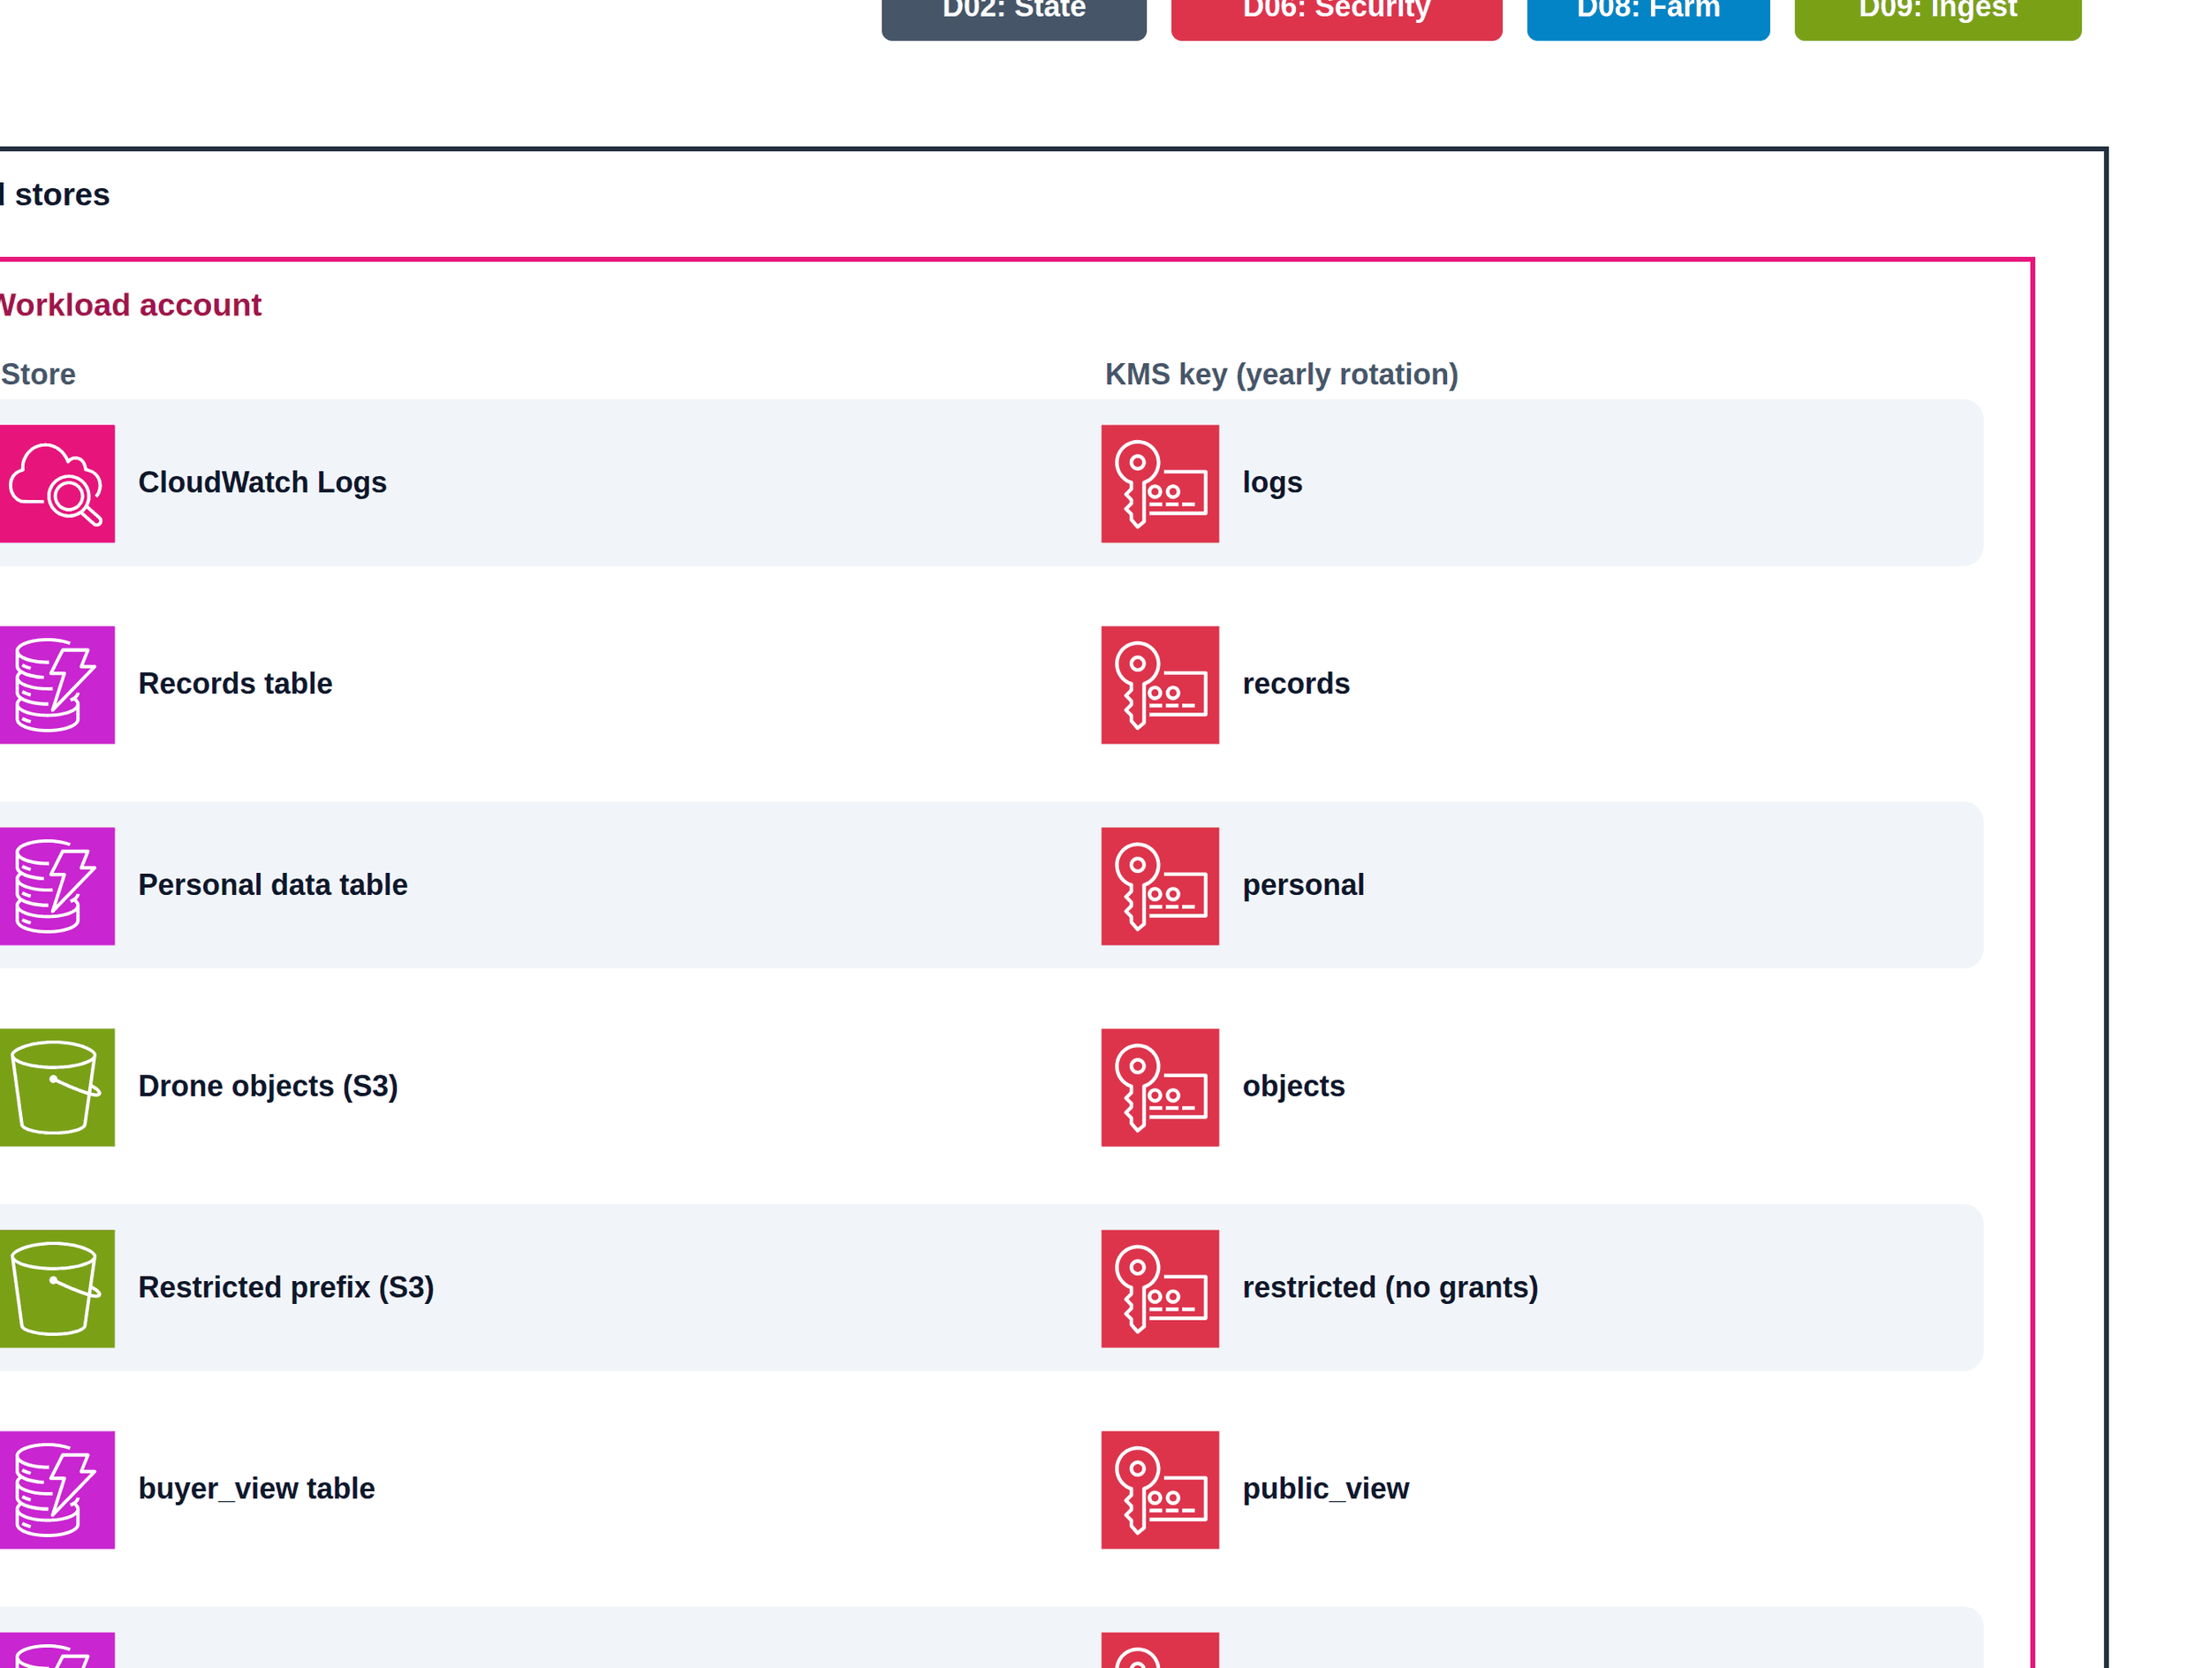 D02: State
D06: Security
D08: Farm
D09: Ingest
stores
Workload account
Store
KMS key (yearly rotation)
CloudWatch Logs
logs
Records table
records
Personal data table
personal
Drone objects (S3)
objects
Restricted prefix (S3)
restricted (no grants)
buyer_view table
public_view